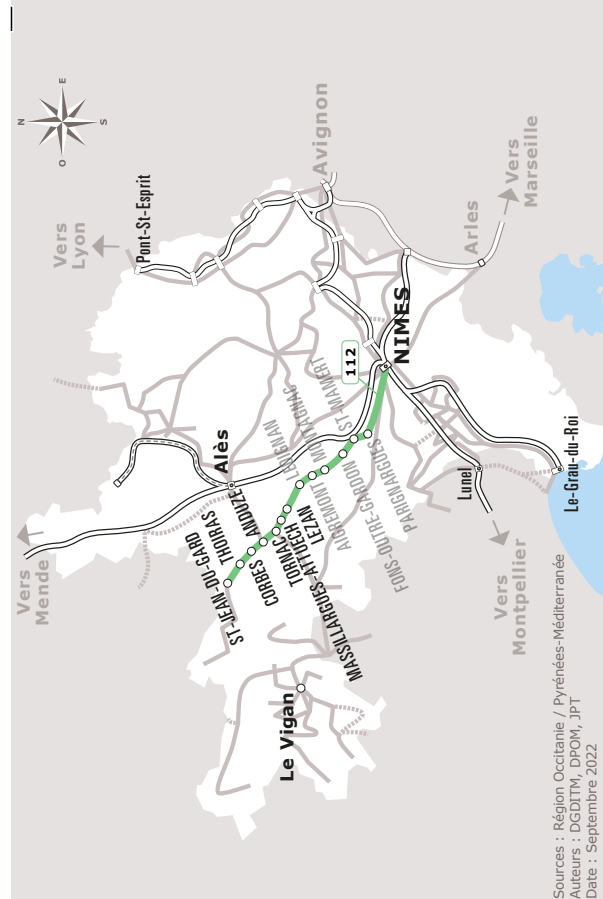 N
E
S
O
Vers
Lyon
Pont-St-Esprit
Avignon
Vers
Marseille
Arles
Vers
Mende
Alès
ST-JEAN-DU-GARD
THOIRAS
CORBES
ANDUZE
TORNAC
MASSILLARGUES-ATTUECH
LEZAN
LEDIGNAN
AIGREMONT
MONTAGNAC
FONS-OUTRE-GARDON
ST-MAMERT
PARIGNARGUES
112
NIMES
Le Vigan
Lunel
Le-Grau-du-Roi
Vers
Montpellier
Sources : Région Occitanie / Pyrénées-Méditerranée
Auteurs : DGDITM, DPOM, JPT
Date : Septembre 2022